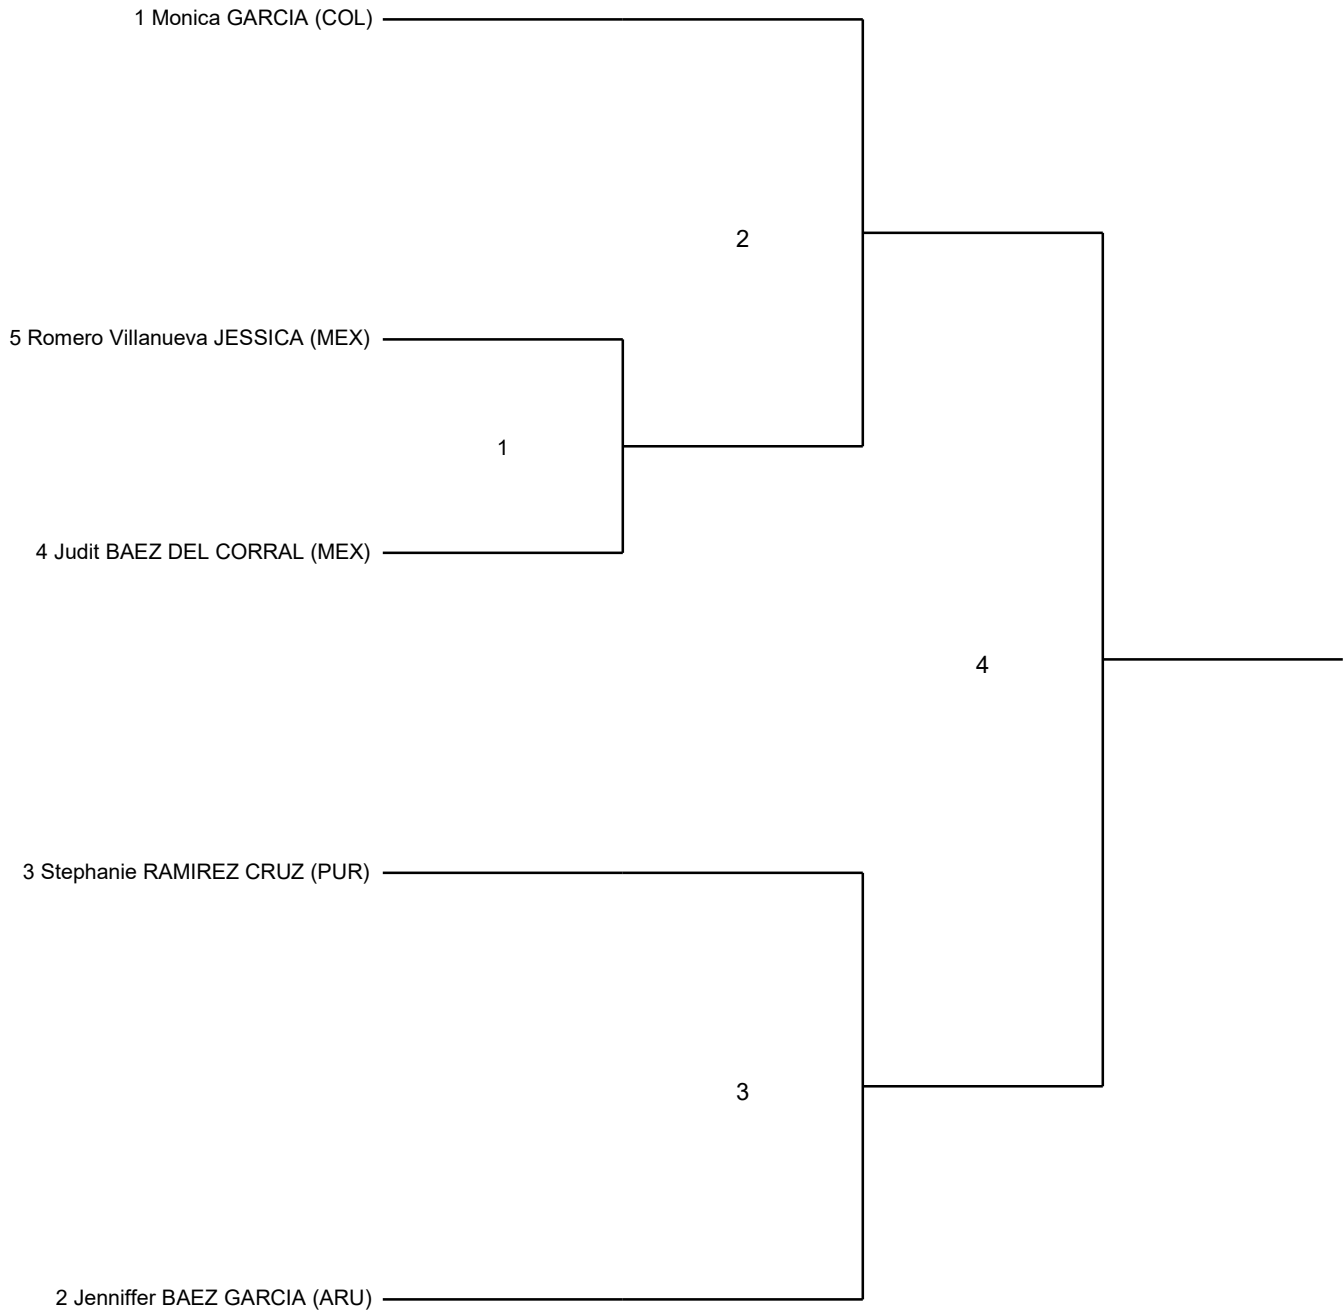 1 Monica GARCIA (COL)
2
5 Romero Villanueva JESSICA (MEX)
1
4 Judit BAEZ DEL CORRAL (MEX)
4
3 Stephanie RAMIREZ CRUZ (PUR)
3
2 Jenniffer BAEZ GARCIA (ARU)